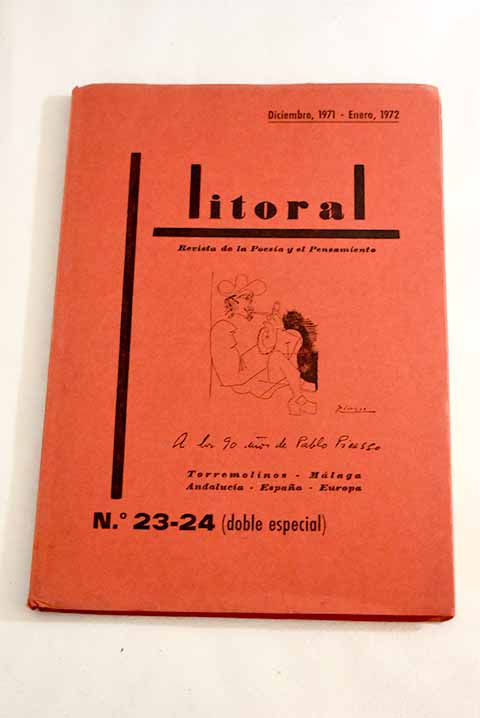 Diciembre, 1971 - Enero, 1972
litoral
Revista de la Poesía y el Pensamiento
Picasso
A los 90 años de Pablo Picasso
Torremolinos - Málaga
Andalucía - España - Europa
N.º 23-24 (doble especial)